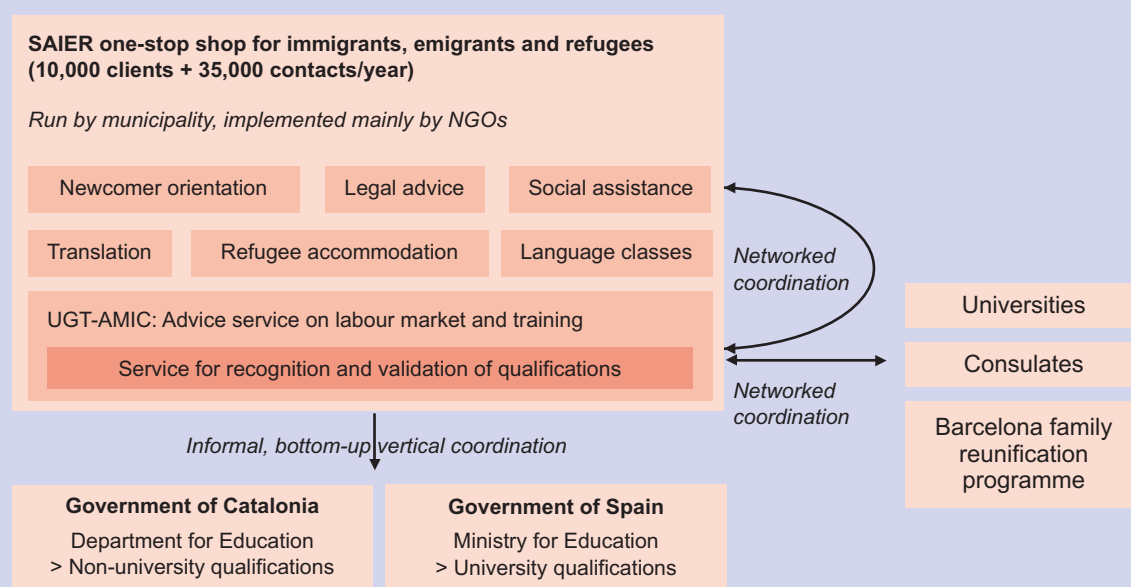 SAIER one-stop shop for immigrants, emigrants and refugees
(10,000 clients + 35,000 contacts/year)
Run by municipality, implemented mainly by NGOs
Newcomer orientation
Legal advice
Social assistance
Translation
Refugee accommodation
Language classes
UGT-AMIC: Advice service on labour market and training
Service for recognition and validation of qualifications
Networked
coordination
Networked
coordination
Universities
Consulates
Barcelona family
reunification
programme
Informal, bottom-up vertical coordination
Government of Catalonia
Department for Education
> Non-university qualifications
Government of Spain
Ministry for Education
> University qualifications